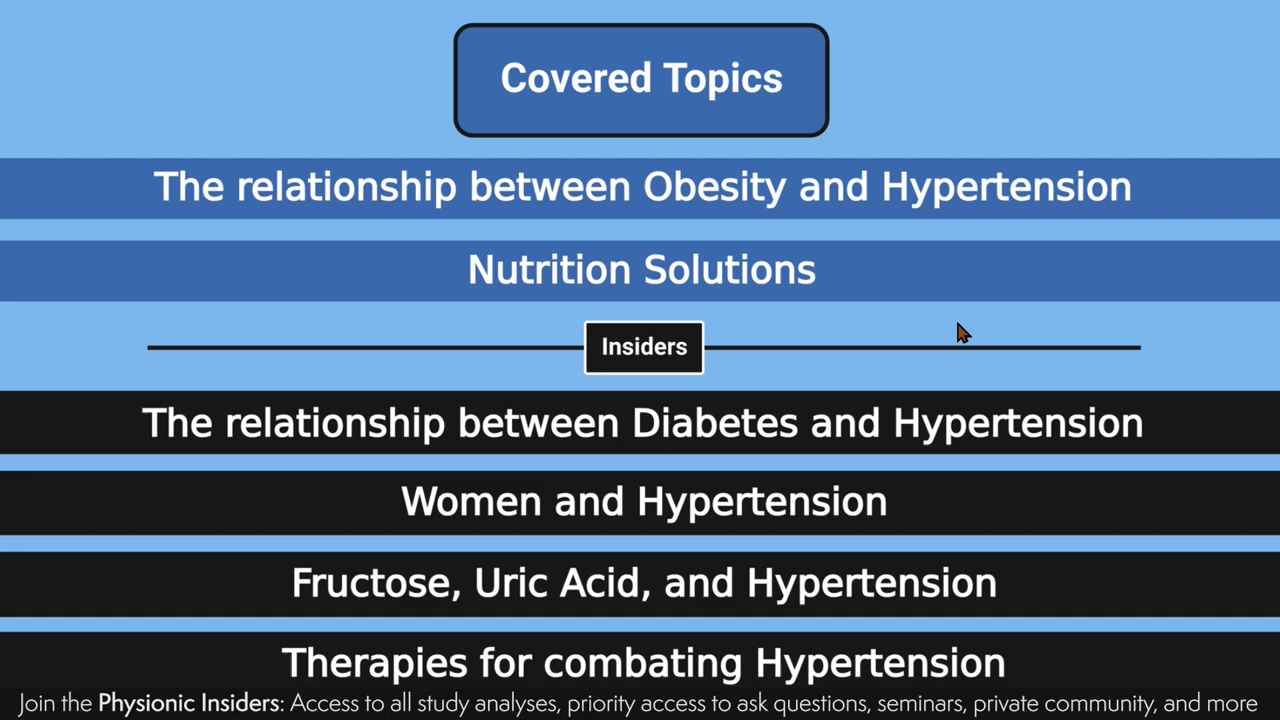 Covered Topics
The relationship between Obesity and Hypertension
Nutrition Solutions
Insiders
The relationship between Diabetes and Hypertension
Women and Hypertension
Fructose, Uric Acid, and Hypertension
Therapies for combating Hypertension
Join the Physionic Insiders: Access to all study analyses, priority access to ask questions, seminars, private community, and more